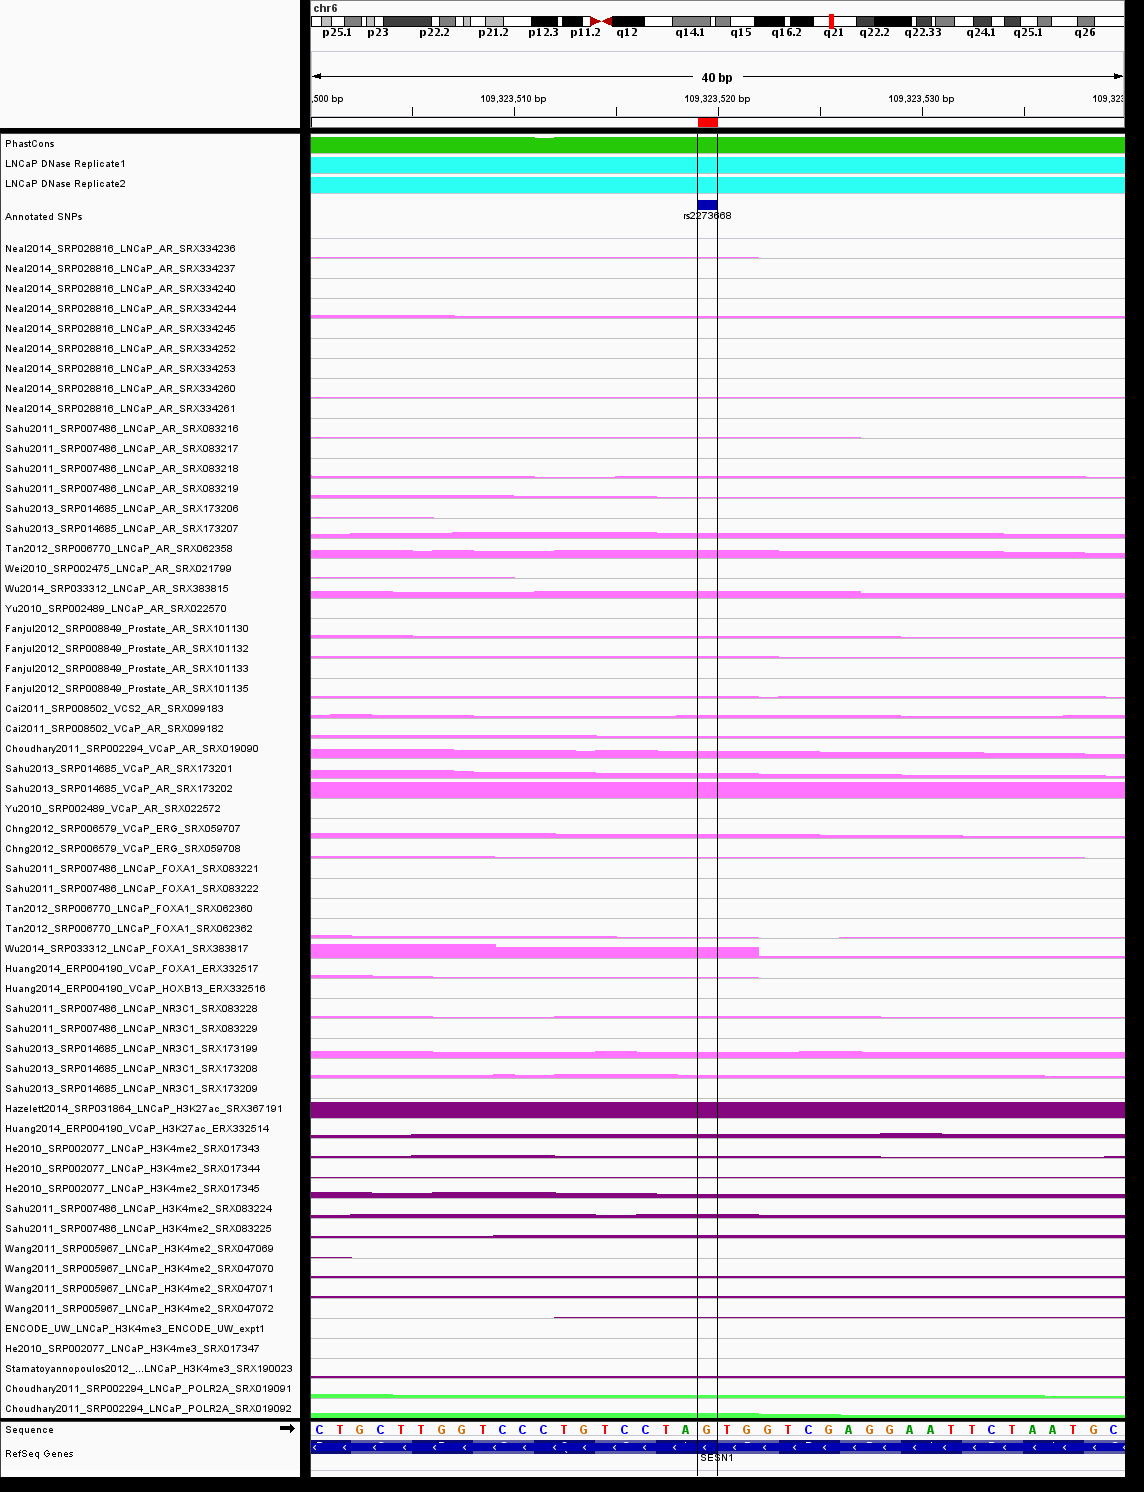 chr6
p25.1 p23 p22.2 p21.2 p12.3 p11.2 q12 q14.1 q15 q16.2 q21 q22.2 q22.33 q24.1 q25.1 q26
40 bp
,500 bp 109,323,510 bp 109,323,520 bp 109,323,530 bp 109,323
PhastCons
LNCaP DNase Replicate1
LNCaP DNase Replicate2
Annotated SNPs
rs2273668
Neal2014_SRP028816_LNCaP_AR_SRX334236
Neal2014_SRP028816_LNCaP_AR_SRX334237
Neal2014_SRP028816_LNCaP_AR_SRX334240
Neal2014_SRP028816_LNCaP_AR_SRX334244
Neal2014_SRP028816_LNCaP_AR_SRX334245
Neal2014_SRP028816_LNCaP_AR_SRX334252
Neal2014_SRP028816_LNCaP_AR_SRX334253
Neal2014_SRP028816_LNCaP_AR_SRX334260
Neal2014_SRP028816_LNCaP_AR_SRX334261
Sahu2011_SRP007486_LNCaP_AR_SRX083216
Sahu2011_SRP007486_LNCaP_AR_SRX083217
Sahu2011_SRP007486_LNCaP_AR_SRX083218
Sahu2011_SRP007486_LNCaP_AR_SRX083219
Sahu2013_SRP014685_LNCaP_AR_SRX173206
Sahu2013_SRP014685_LNCaP_AR_SRX173207
Tan2012_SRP006770_LNCaP_AR_SRX062358
Wei2010_SRP002475_LNCaP_AR_SRX021799
Wu2014_SRP033312_LNCaP_AR_SRX383815
Yu2010_SRP002489_LNCaP_AR_SRX022570
Fanjul2012_SRP008849_Prostate_AR_SRX101130
Fanjul2012_SRP008849_Prostate_AR_SRX101132
Fanjul2012_SRP008849_Prostate_AR_SRX101133
Fanjul2012_SRP008849_Prostate_AR_SRX101135
Cai2011_SRP008502_VCS2_AR_SRX099183
Cai2011_SRP008502_VCaP_AR_SRX099182
Choudhary2011_SRP002294_VCaP_AR_SRX019090
Sahu2013_SRP014685_VCaP_AR_SRX173201
Sahu2013_SRP014685_VCaP_AR_SRX173202
Yu2010_SRP002489_VCaP_AR_SRX022572
Chng2012_SRP006579_VCaP_ERG_SRX059707
Chng2012_SRP006579_VCaP_ERG_SRX059708
Sahu2011_SRP007486_LNCaP_FOXA1_SRX083221
Sahu2011_SRP007486_LNCaP_FOXA1_SRX083222
Tan2012_SRP006770_LNCaP_FOXA1_SRX062360
Tan2012_SRP006770_LNCaP_FOXA1_SRX062362
Wu2014_SRP033312_LNCaP_FOXA1_SRX383817
Huang2014_ERP004190_VCaP_FOXA1_ERX332517
Huang2014_ERP004190_VCaP_HOXB13_ERX332516
Sahu2011_SRP007486_LNCaP_NR3C1_SRX083228
Sahu2011_SRP007486_LNCaP_NR3C1_SRX083229
Sahu2013_SRP014685_LNCaP_NR3C1_SRX173199
Sahu2013_SRP014685_LNCaP_NR3C1_SRX173208
Sahu2013_SRP014685_LNCaP_NR3C1_SRX173209
Hazelett2014_SRP031864_LNCaP_H3K27ac_SRX367191
Huang2014_ERP004190_VCaP_H3K27ac_ERX332514
He2010_SRP002077_LNCaP_H3K4me2_SRX017343
He2010_SRP002077_LNCaP_H3K4me2_SRX017344
He2010_SRP002077_LNCaP_H3K4me2_SRX017345
Sahu2011_SRP007486_LNCaP_H3K4me2_SRX083224
Sahu2011_SRP007486_LNCaP_H3K4me2_SRX083225
Wang2011_SRP005967_LNCaP_H3K4me2_SRX047069
Wang2011_SRP005967_LNCaP_H3K4me2_SRX047070
Wang2011_SRP005967_LNCaP_H3K4me2_SRX047071
Wang2011_SRP005967_LNCaP_H3K4me2_SRX047072
ENCODE_UW_LNCaP_H3K4me3_ENCODE_UW_expt1
He2010_SRP002077_LNCaP_H3K4me3_SRX017347
Stamatoyannopoulos2012_...LNCaP_H3K4me3_SRX190023
Choudhary2011_SRP002294_LNCaP_POLR2A_SRX019091
Choudhary2011_SRP002294_LNCaP_POLR2A_SRX019092
Sequence C T G C T T G G T C C C T G T C C T A G T G G T C G A G G A A T T C T A A T G C
RefSeq Genes
SESN1